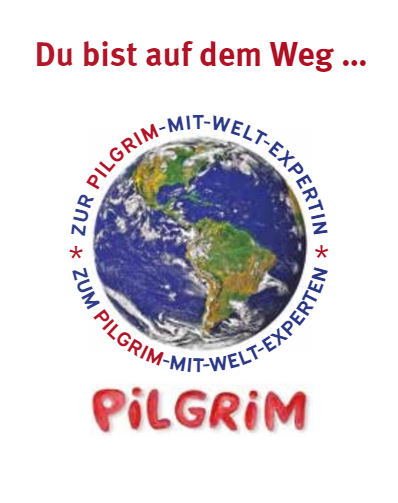 Du bist auf dem Weg ...
* ZUR PILGRIM-MIT-WELT-EXPERTIN *
ZUM PILGRIM-MIT-WELT-EXPERTEN
PiLGRiM